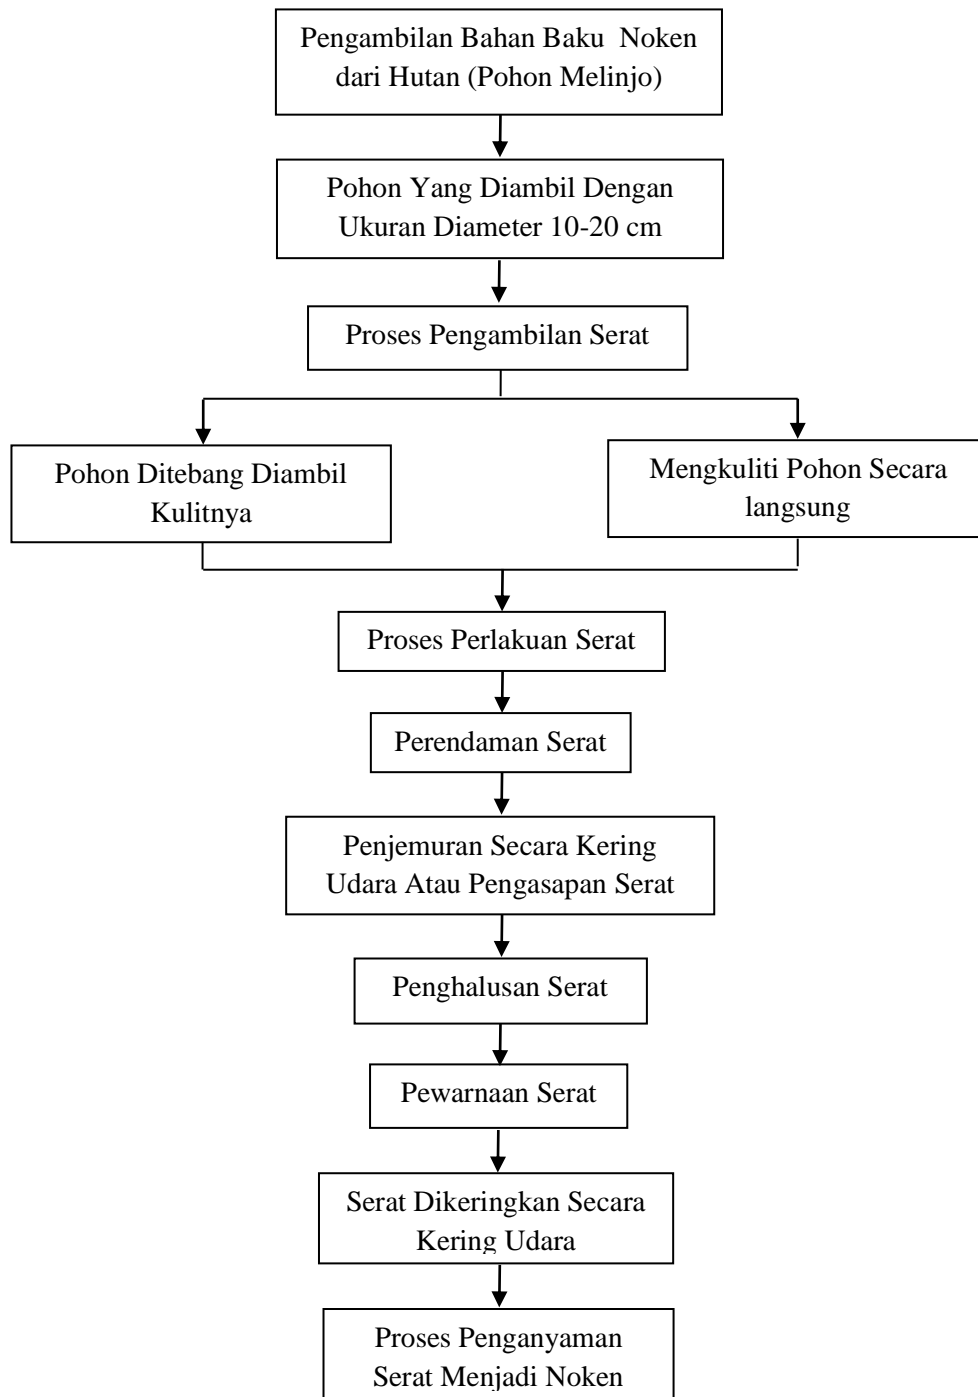 Pengambilan Bahan Baku  Noken
dari Hutan (Pohon Melinjo)
Pohon Yang Diambil Dengan
Ukuran Diameter 10-20 cm
Proses Pengambilan Serat
Pohon Ditebang Diambil
Kulitnya
Mengkuliti Pohon Secara
langsung
Proses Perlakuan Serat
Perendaman Serat
Penjemuran Secara Kering
Udara Atau Pengasapan Serat
Penghalusan Serat
Pewarnaan Serat
Serat Dikeringkan Secara
Kering Udara
Proses Penganyaman
Serat Menjadi Noken